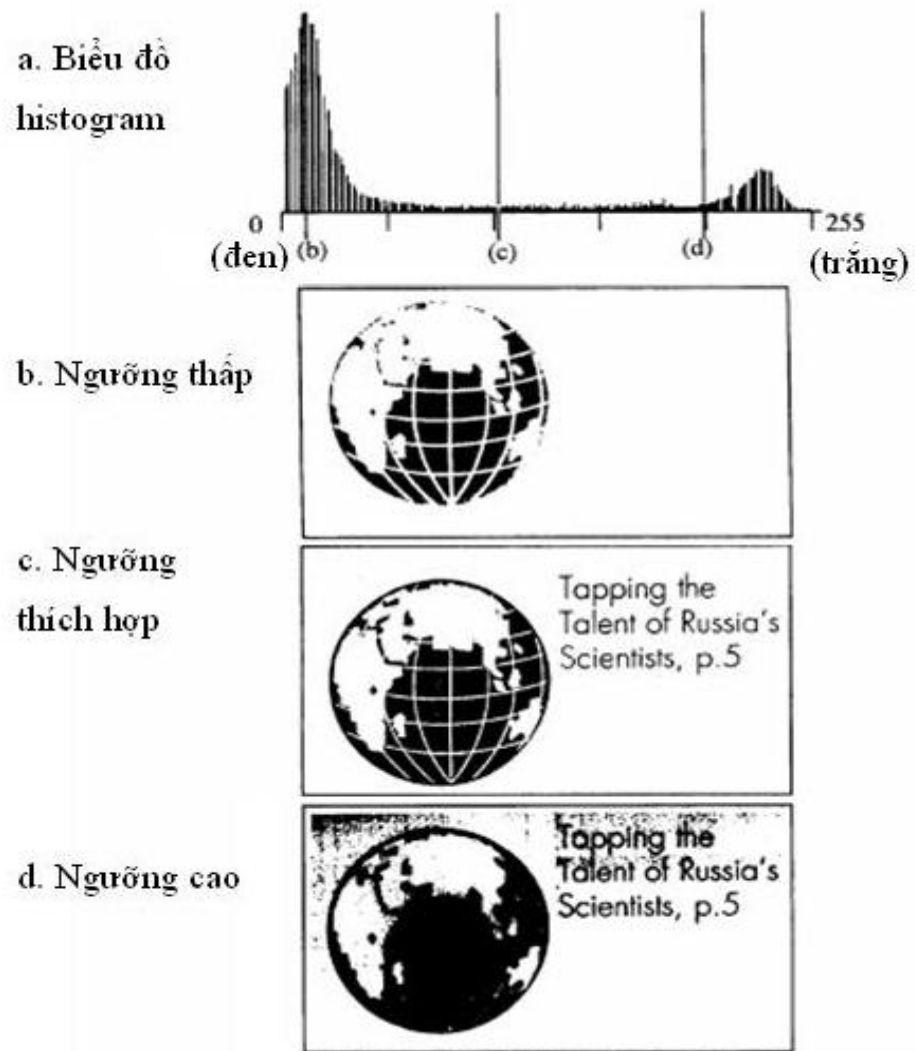 a. Biểu đồ
histogram
0
255
(đen)
(b)
(c)
(d)
(trắng)
b. Ngưỡng thấp
c. Ngưỡng
thích hợp
Tapping the
Talent of Russia's
Scientists, p.5
d. Ngưỡng cao
Tapping the
Talent of Russia's
Scientists, p.5